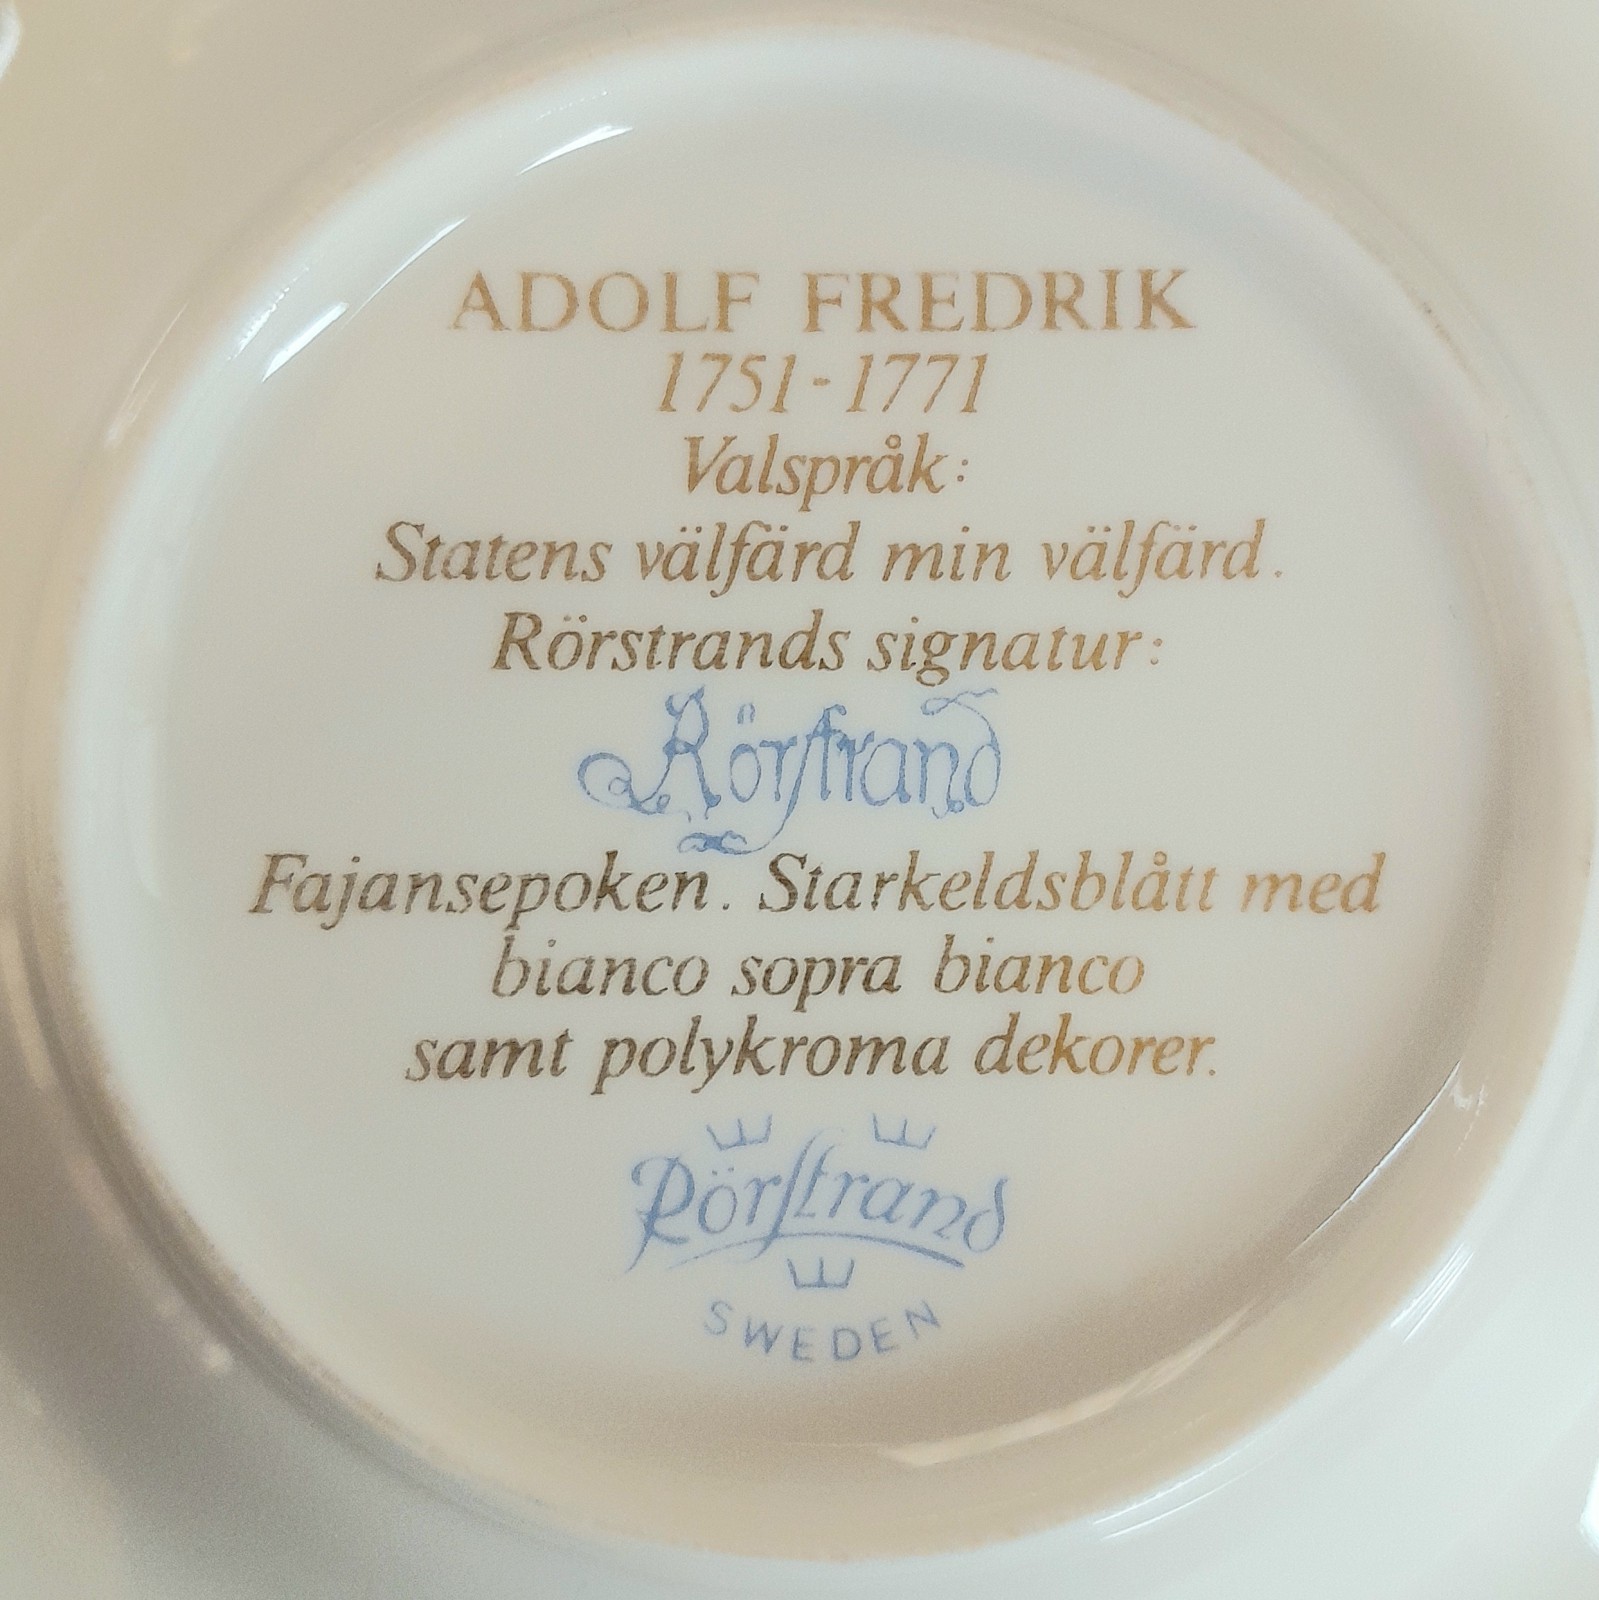 ADOLF FREDRIK
1751-1771
Valspråk:
Statens välfärd min välfärd.
Rörstrands signatur:
Rörstrand
Fajansepoken. Starkeldsblått med
bianco sopra bianco
samt polykroma dekorer.
Rörstrand
SWEDEN